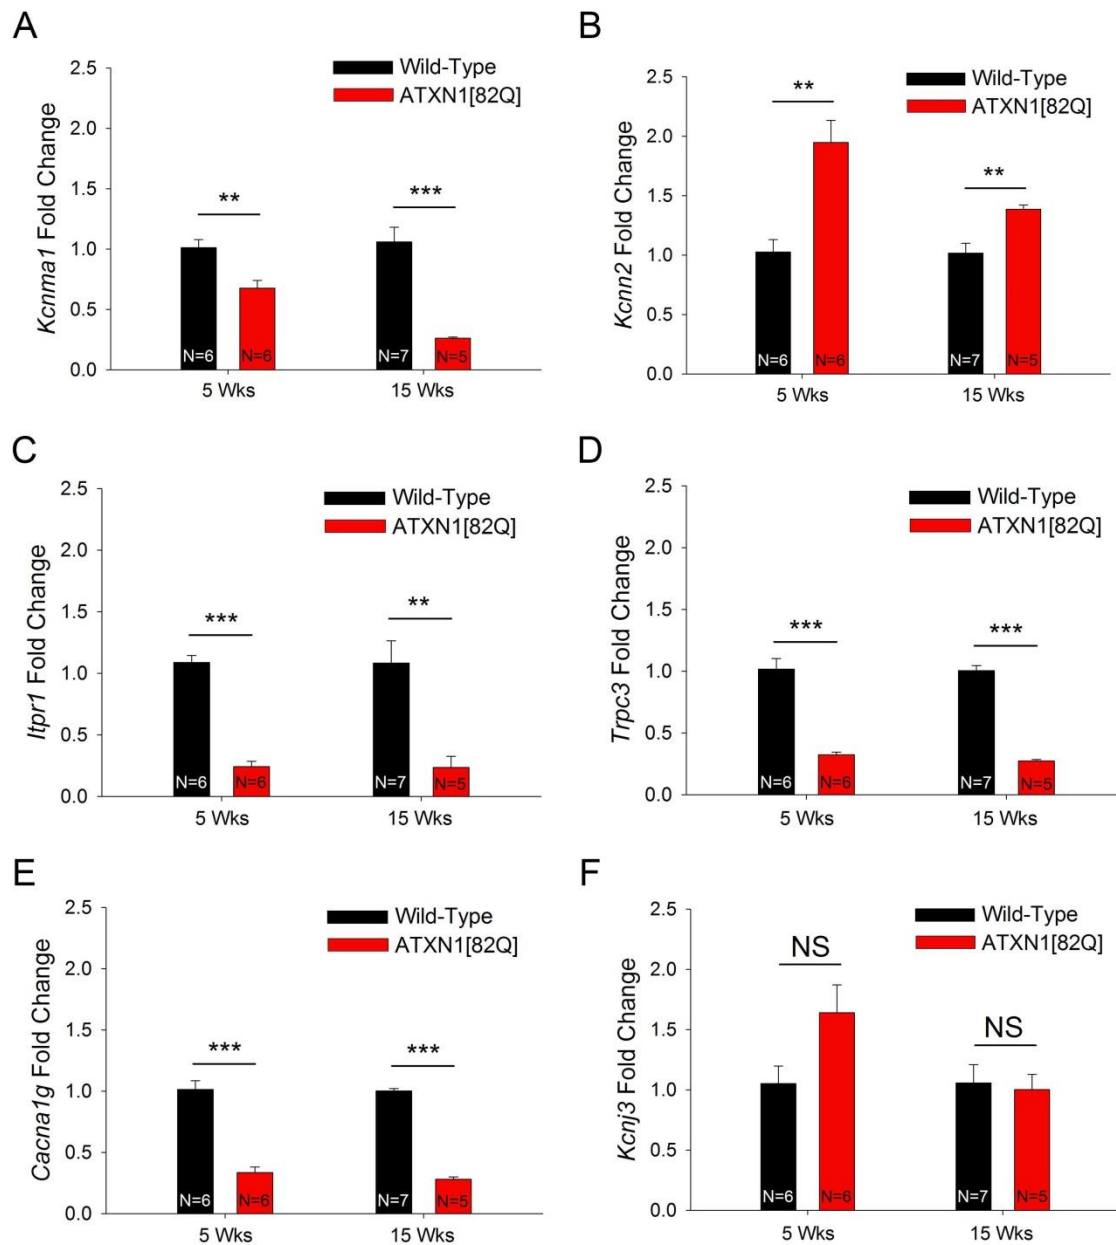 A
Wild-Type
ATXN1[82Q]
Kcnma1 Fold Change
2.5
2.0
1.5
1.0
0.5
0.0
**
***
N=6
N=6
N=7
N=5
5 Wks
15 Wks
B
Wild-Type
ATXN1[82Q]
Kcnn2 Fold Change
2.5
2.0
1.5
1.0
0.5
0.0
**
**
N=6
N=6
N=7
N=5
5 Wks
15 Wks
C
Wild-Type
ATXN1[82Q]
Itpr1 Fold Change
2.5
2.0
1.5
1.0
0.5
0.0
***
**
N=6
N=6
N=7
N=5
5 Wks
15 Wks
D
Wild-Type
ATXN1[82Q]
Trpc3 Fold Change
2.5
2.0
1.5
1.0
0.5
0.0
***
***
N=6
N=6
N=7
N=5
5 Wks
15 Wks
E
Wild-Type
ATXN1[82Q]
Cacna1g Fold Change
2.5
2.0
1.5
1.0
0.5
0.0
***
***
N=6
N=6
N=7
N=5
5 Wks
15 Wks
F
Wild-Type
ATXN1[82Q]
Kcnj3 Fold Change
2.5
2.0
1.5
1.0
0.5
0.0
NS
NS
N=6
N=6
N=7
N=5
5 Wks
15 Wks